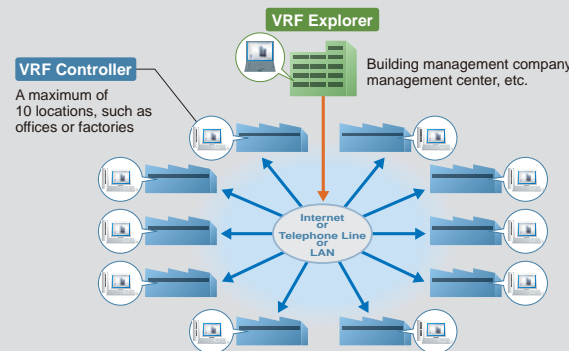 VRF Explorer
Building management company,
management center, etc.
VRF Controller
A maximum of
10 locations, such as
offices or factories
Internet
or
Telephone Line
or
LAN